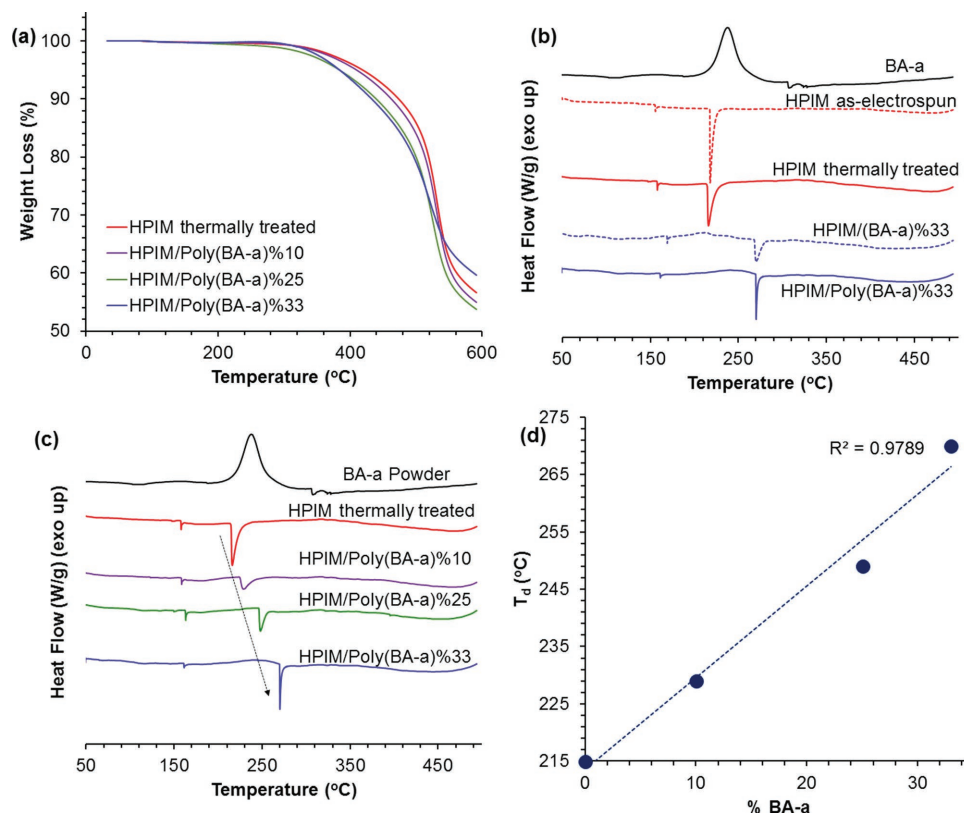 (a)
100
90
80
70
60
50
Weight Loss (%)
HPIM thermally treated
HPIM/Poly(BA-a)%10
HPIM/Poly(BA-a)%25
HPIM/Poly(BA-a)%33
0 200 400 600
Temperature (°C)
(b)
Heat Flow (W/g) (exo up)
BA-a
HPIM as-electrospun
HPIM thermally treated
HPIM/(BA-a)%33
HPIM/Poly(BA-a)%33
50 150 250 350 450
Temperature (°C)
(c)
Heat Flow (W/g) (exo up)
BA-a Powder
HPIM thermally treated
HPIM/Poly(BA-a)%10
HPIM/Poly(BA-a)%25
HPIM/Poly(BA-a)%33
50 150 250 350 450
Temperature (°C)
(d)
275
265
255
245
235
225
215
Td (°C)
R² = 0.9789
0 10 20 30
% BA-a